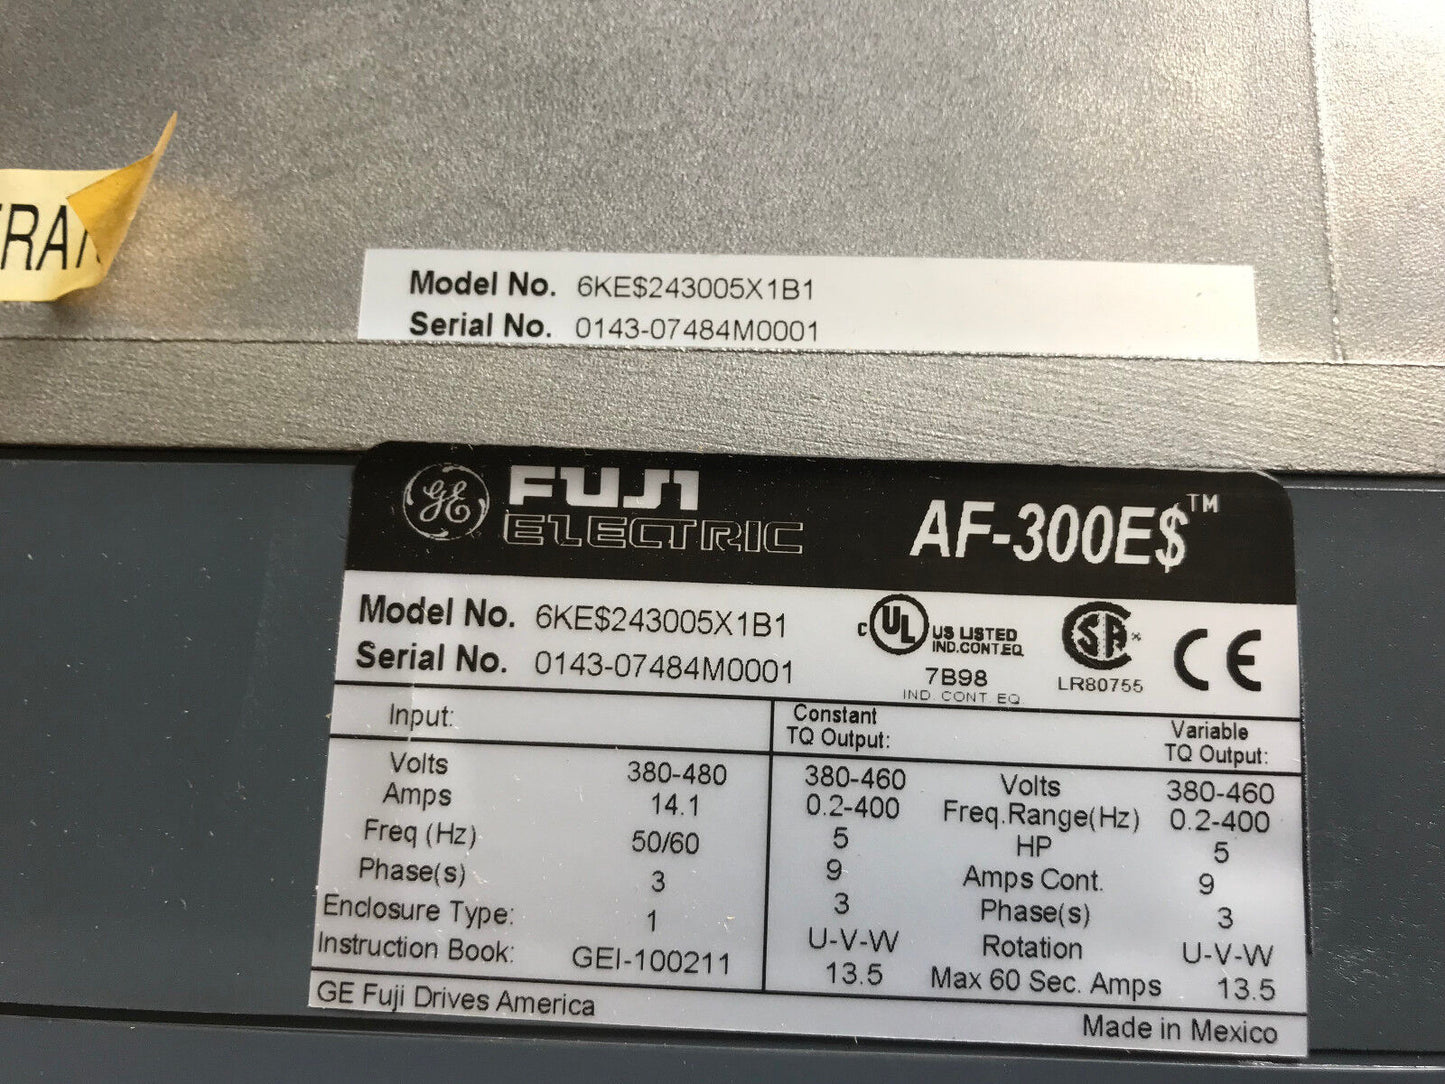 RAN
Model No. 6KE$243005X1B1
Serial No. 0143-07484M0001
GE FUJI ELECTRIC AF-300E$™
Model No. 6KE$243005X1B1
Serial No. 0143-07484M0001
C UL US LISTED
IND.CONT.EQ.
7B98
IND. CONT. EQ.
SA
LR80755
CE
Input: Constant TQ Output: Variable TQ Output:
Volts 380-480 380-460 Volts 380-460
Amps 14.1 0.2-400 Freq.Range(Hz) 0.2-400
Freq (Hz) 50/60 5 HP 5
Phase(s) 3 9 Amps Cont. 9
Enclosure Type: 1 3 Phase(s) 3
Instruction Book: GEI-100211 U-V-W Rotation U-V-W
13.5 Max 60 Sec. Amps 13.5
GE Fuji Drives America
Made in Mexico